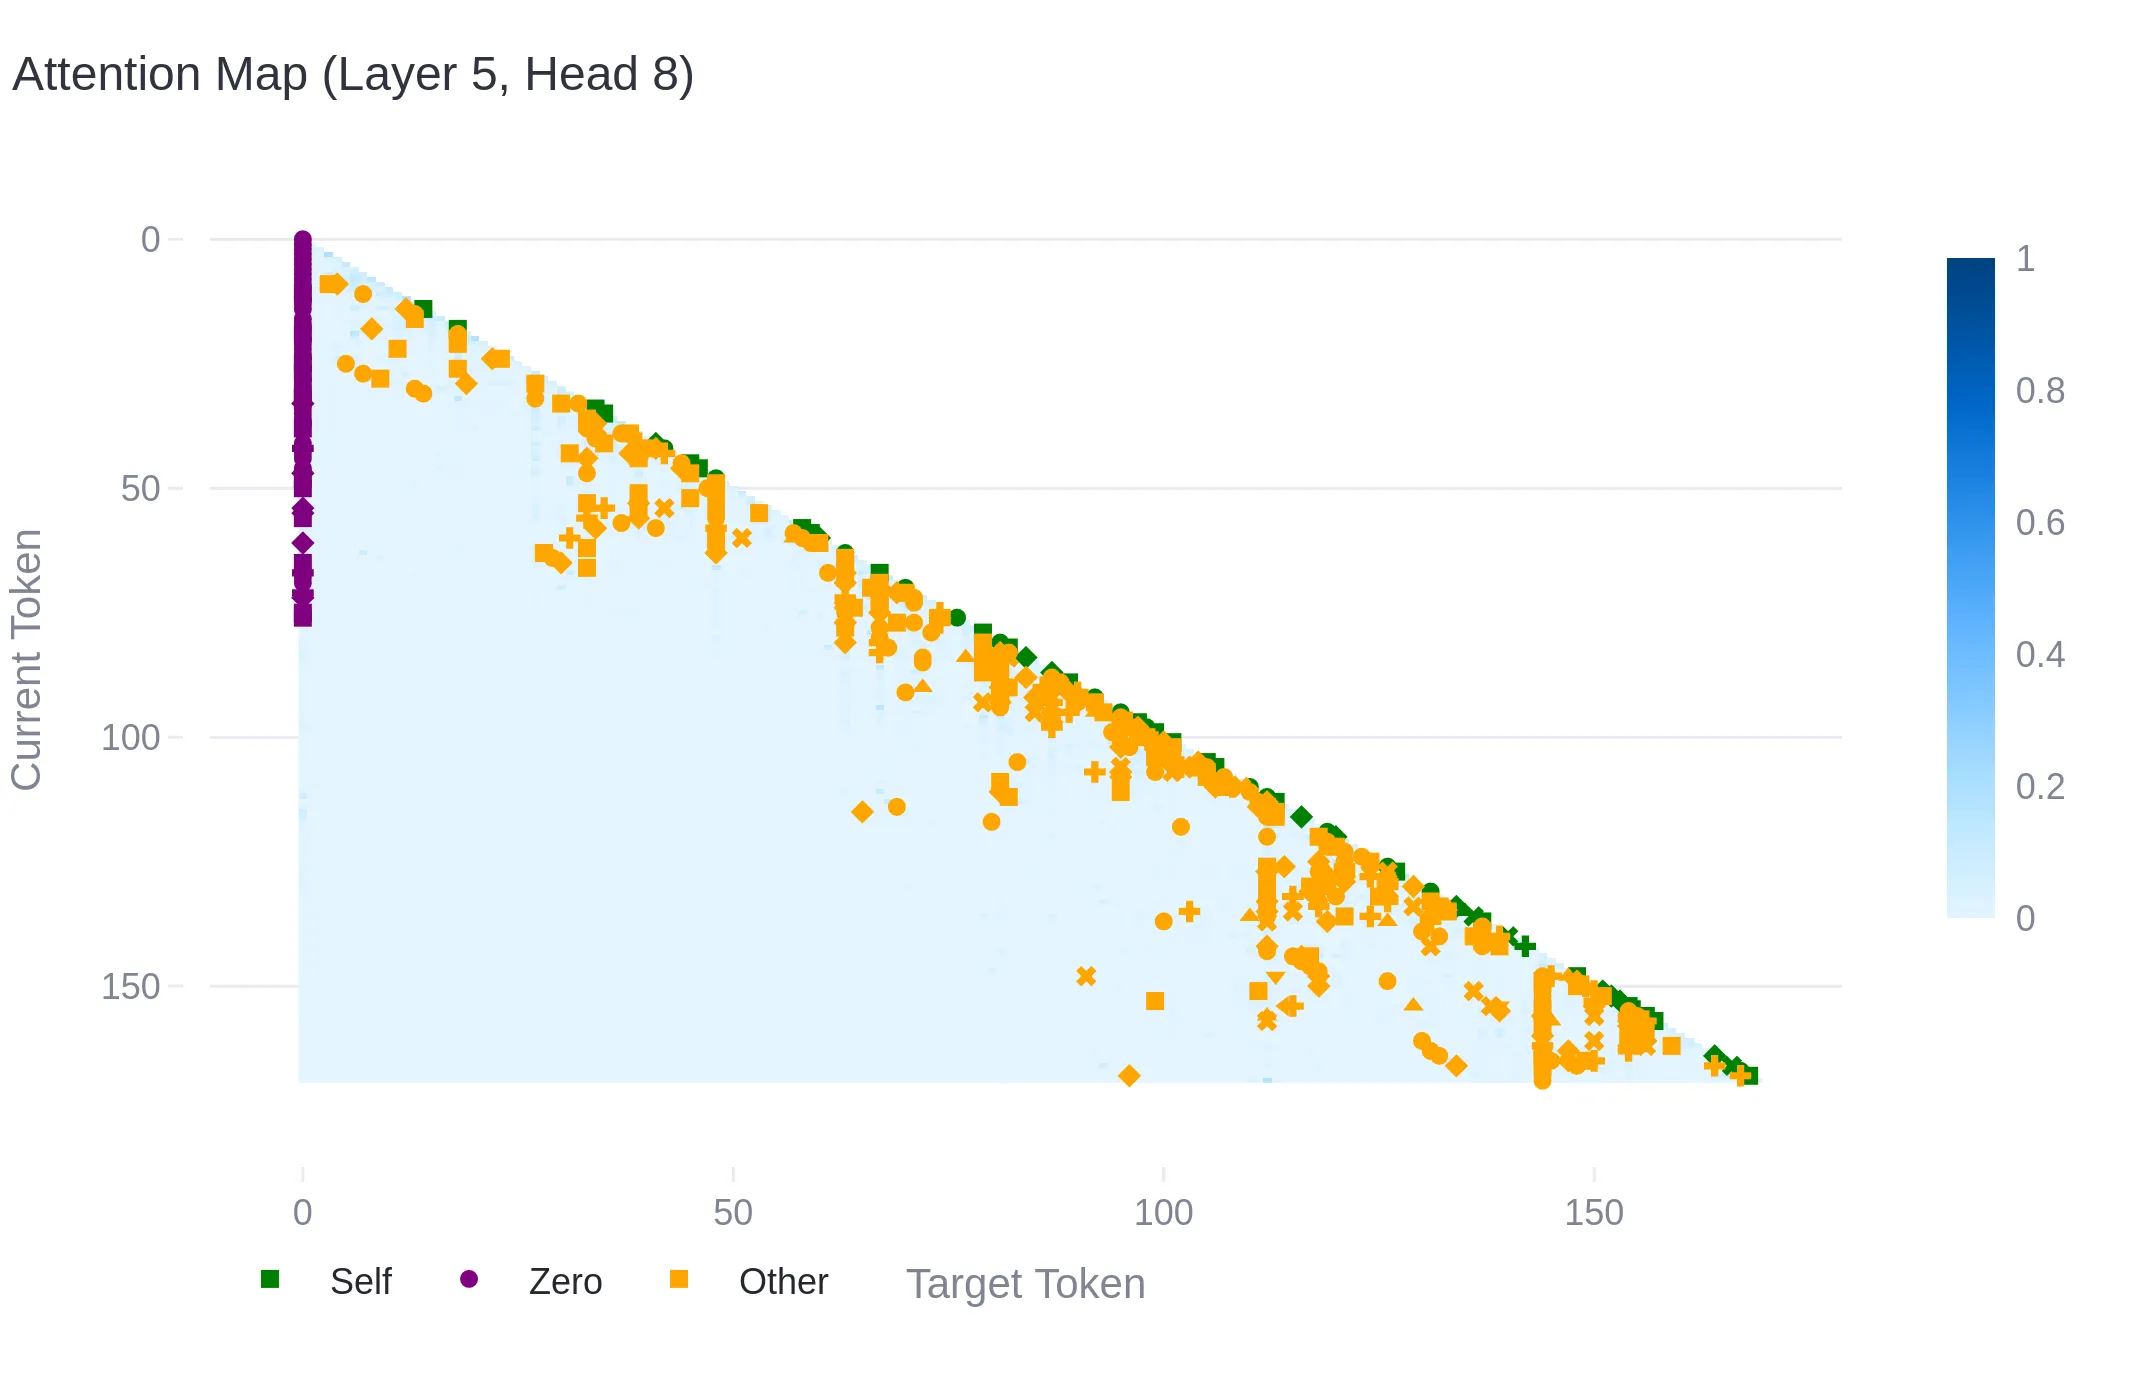 Attention Map (Layer 5, Head 8)
0
50
100
150
Current Token
1
0.8
0.6
0.4
0.2
0
0
50
100
150
Self
Zero
Other
Target Token